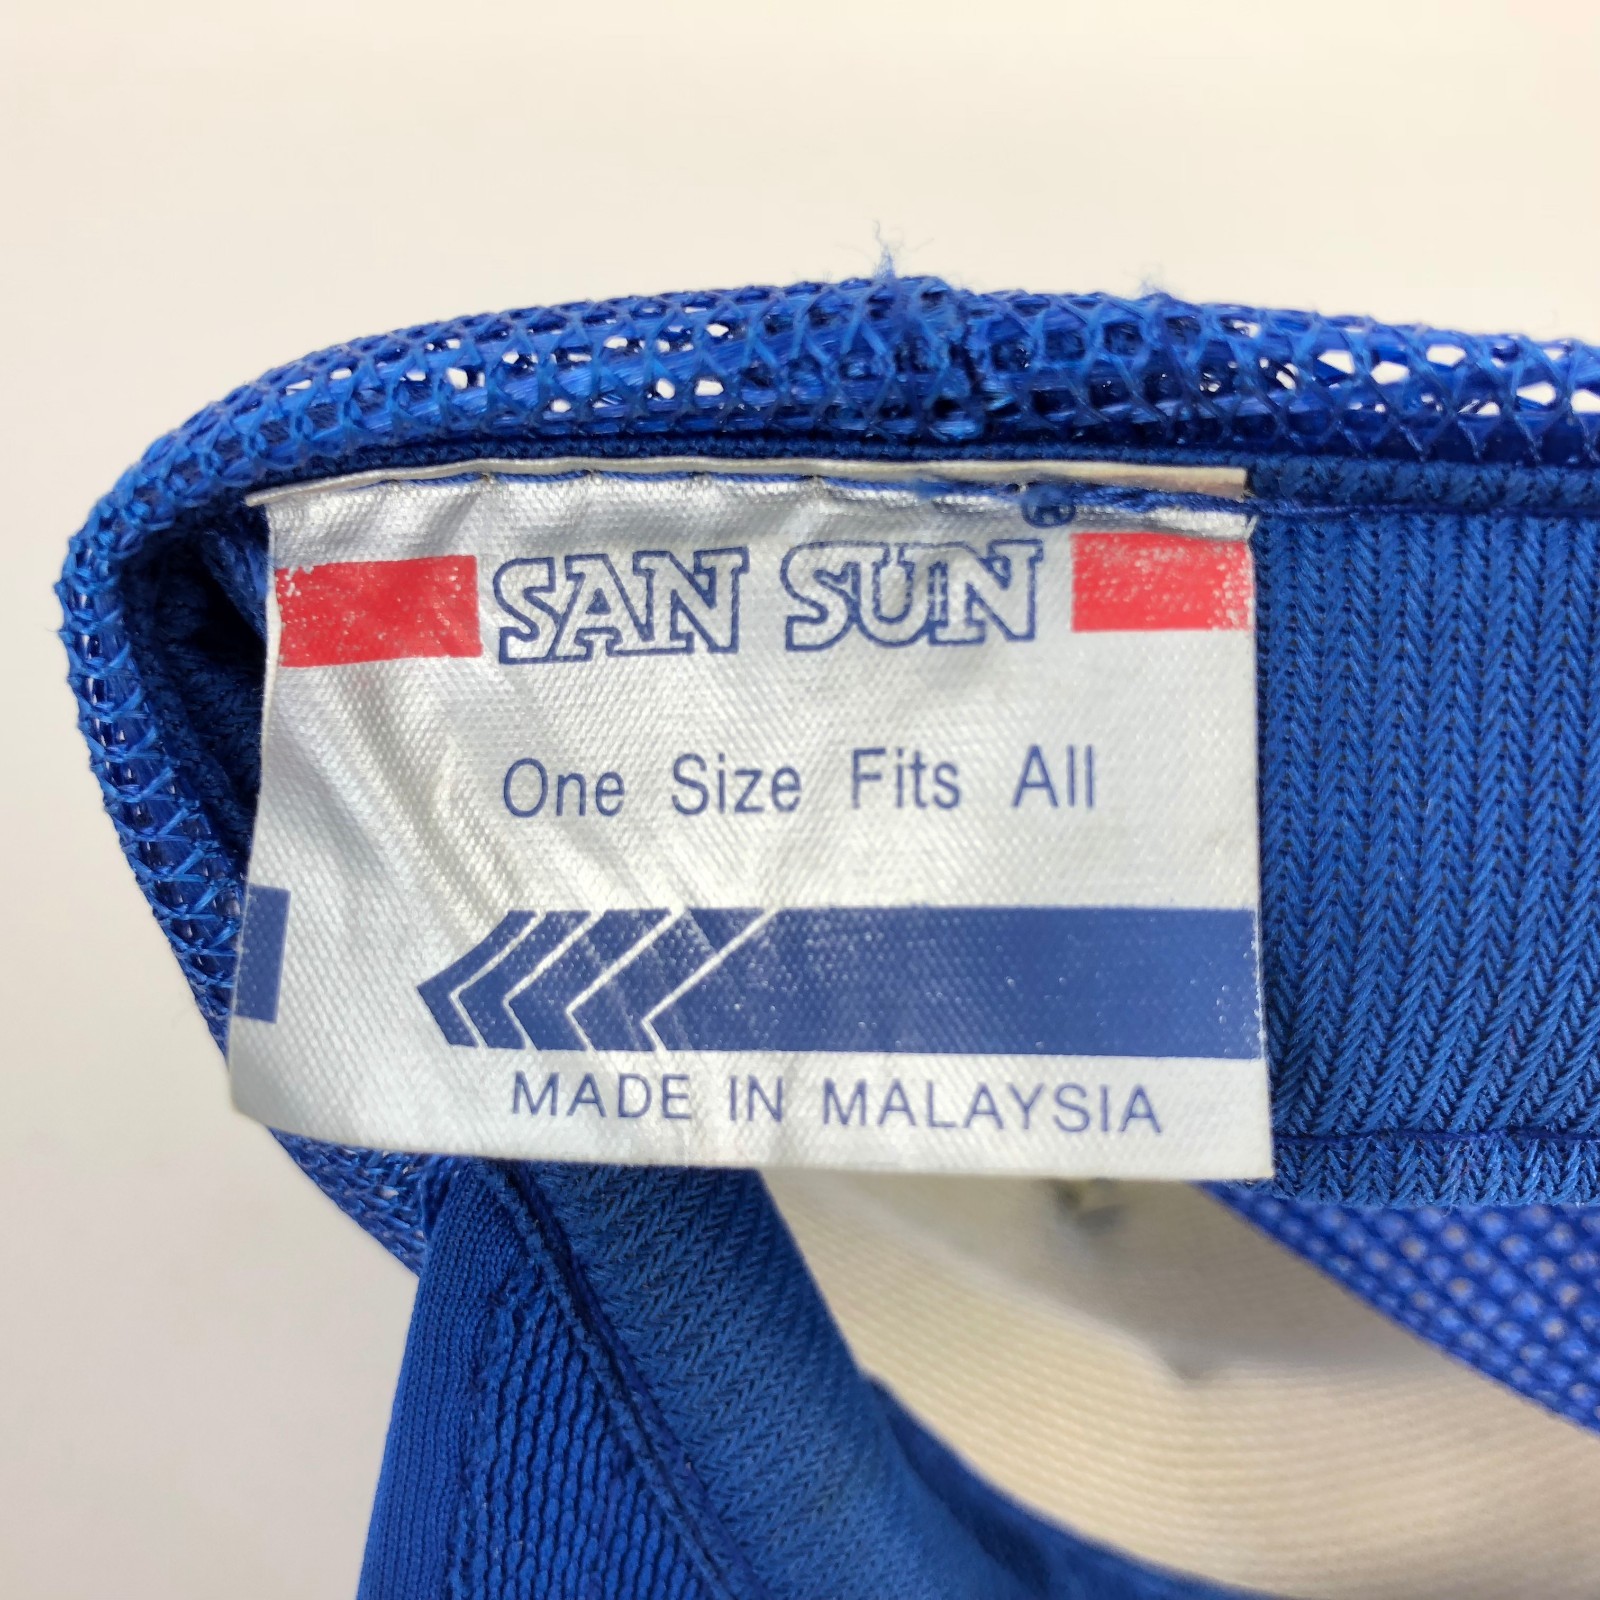 SAN SUN
One Size Fits All
MADE IN MALAYSIA